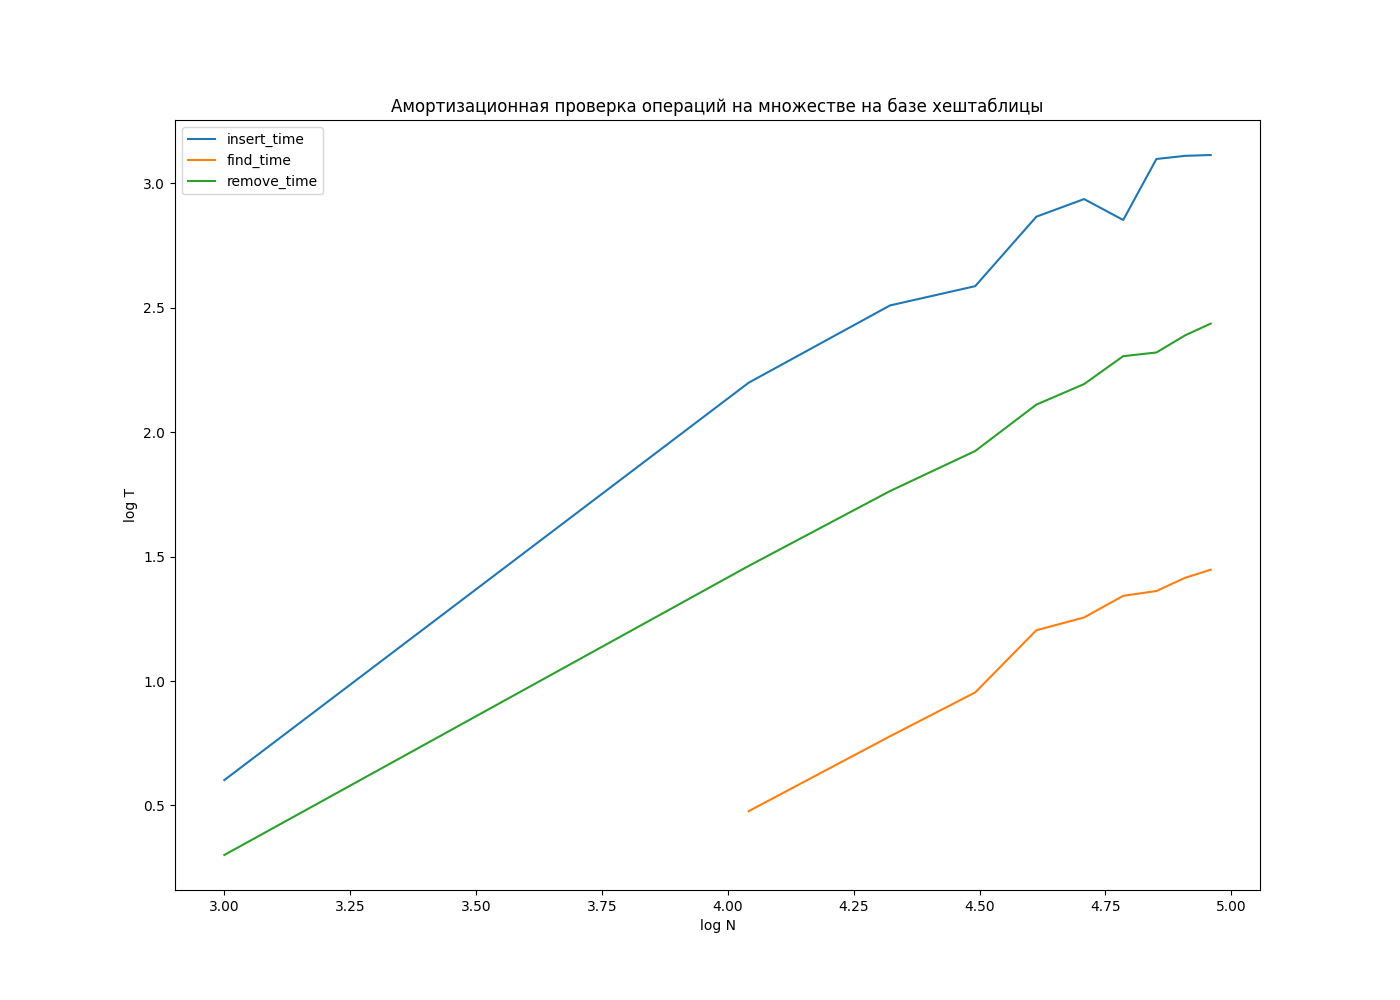 Амортизационная проверка операций на множестве на базе хештаблицы
insert_time
find_time
remove_time
3.0
2.5
2.0
1.5
1.0
0.5
log T
3.00
3.25
3.50
3.75
4.00
4.25
4.50
4.75
5.00
log N